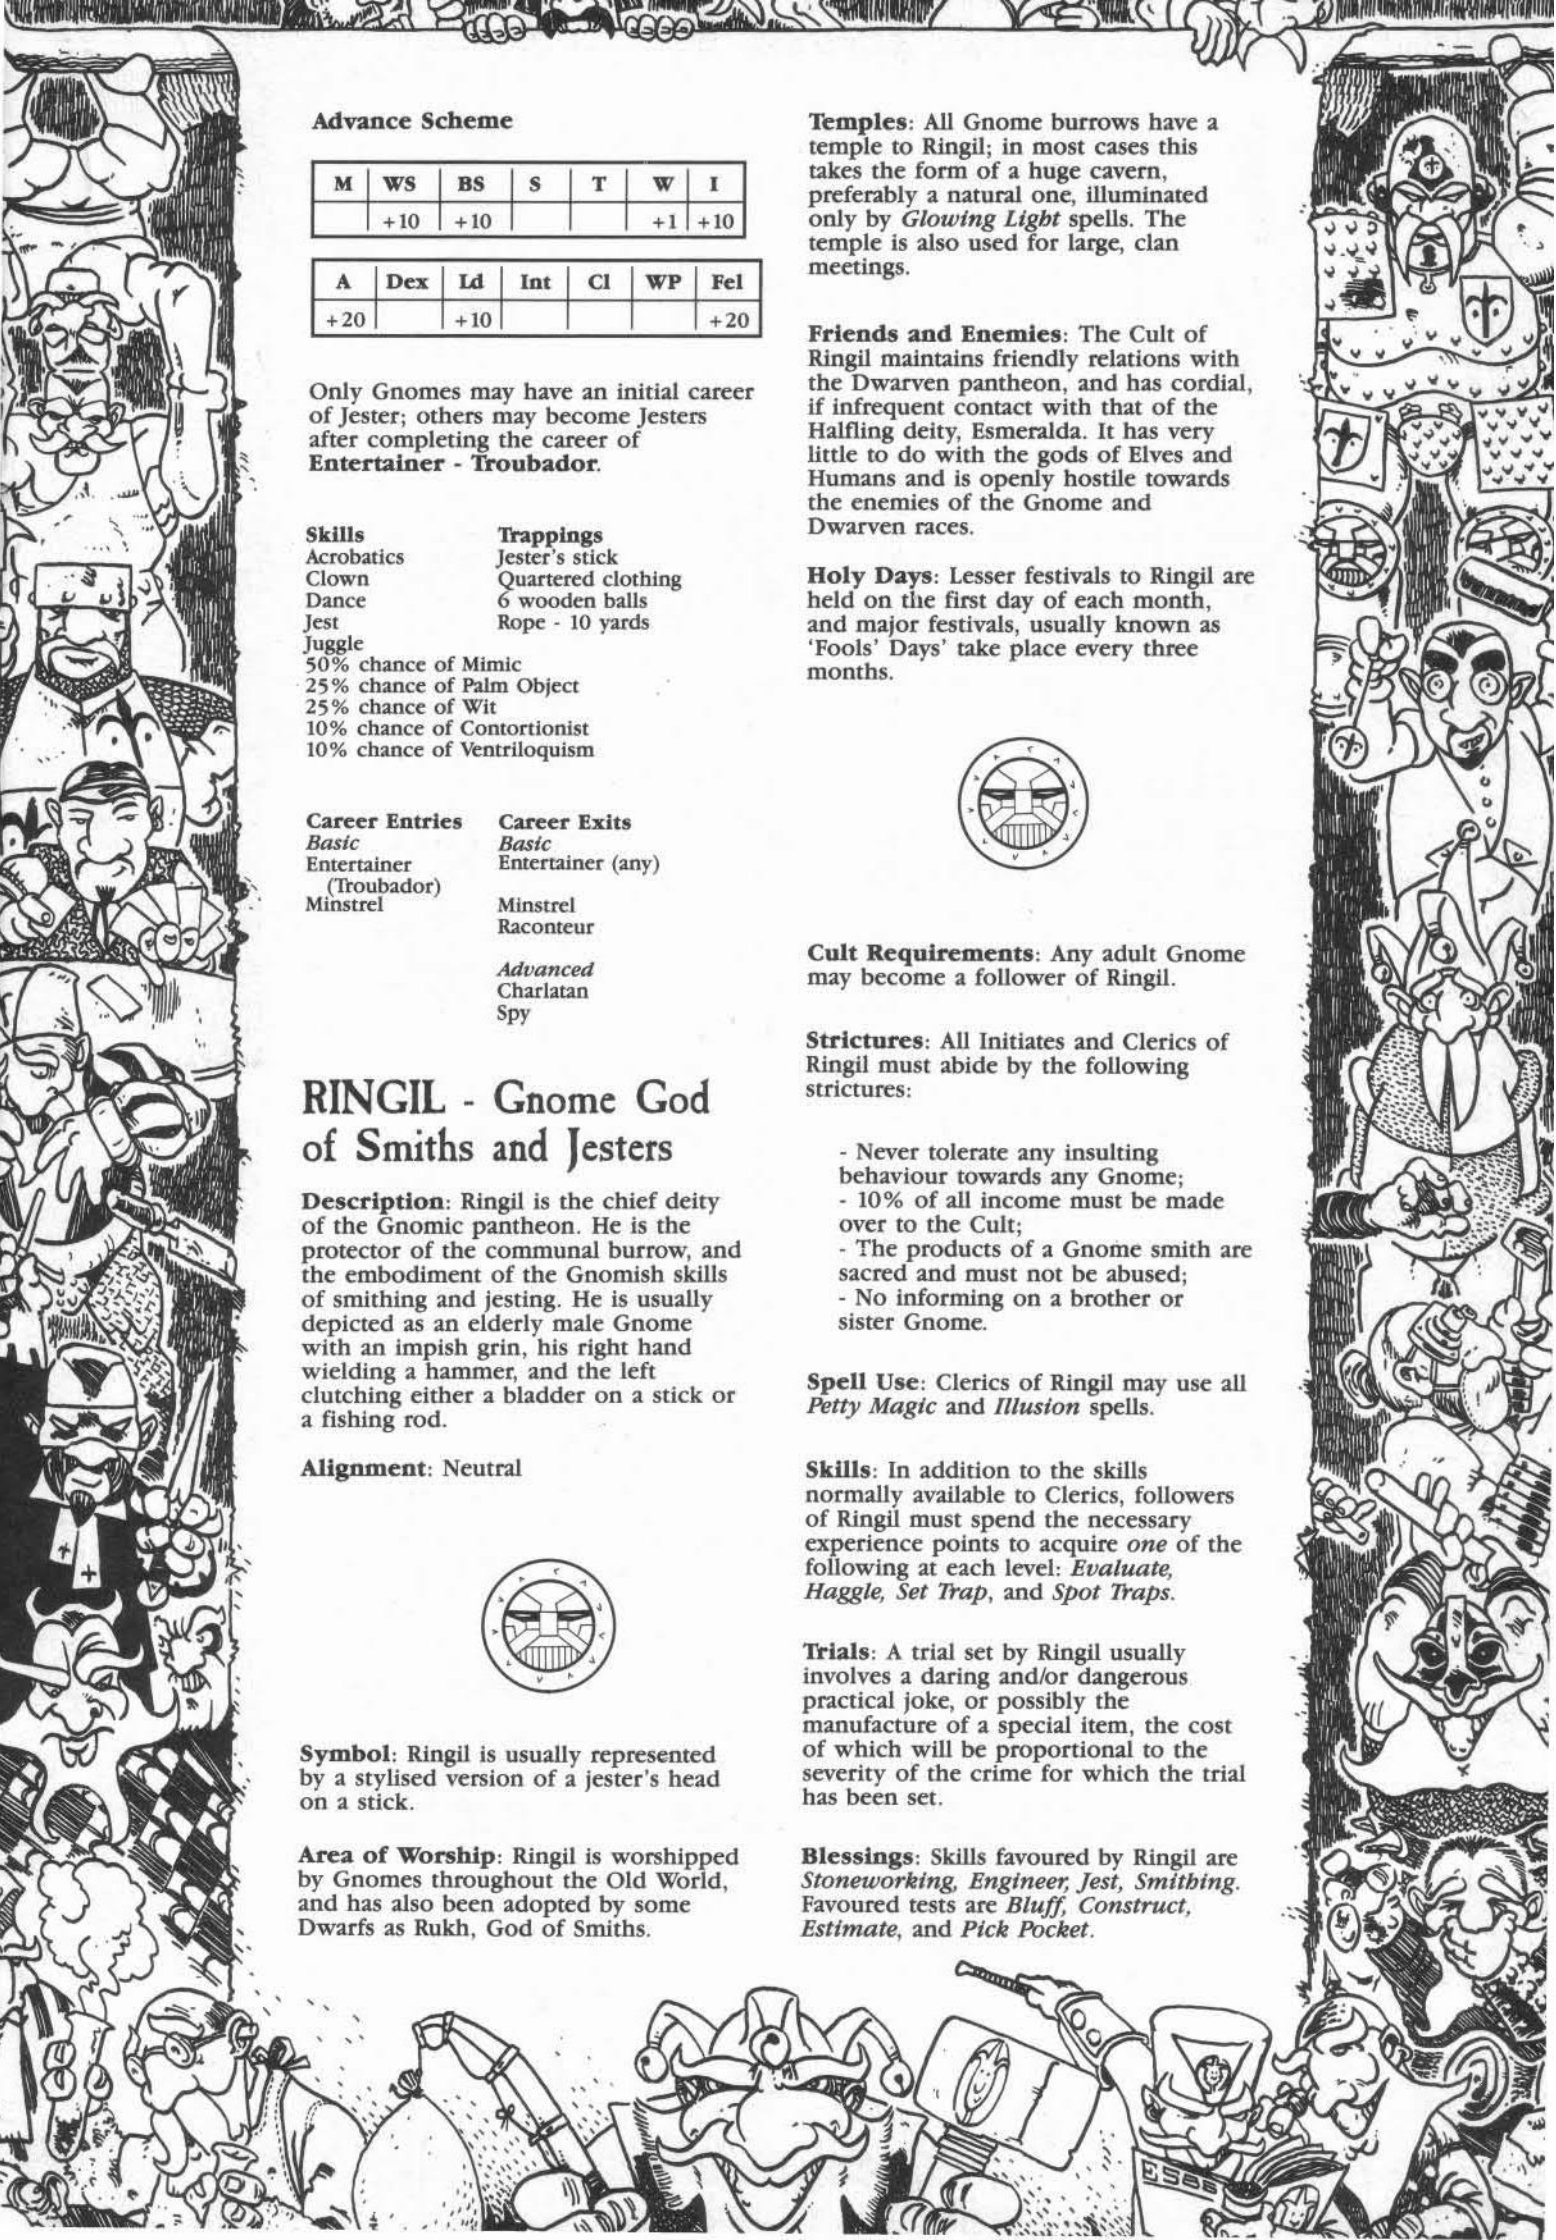 Advance Scheme
M WS BS S T W I
+10 +10 +1 +10
A Dex Ld Int Cl WP Fel
+20 +10 +20
Only Gnomes may have an initial career
of Jester; others may become Jesters
after completing the career of
Entertainer - Troubador.
Skills
Acrobatics
Clown
Dance
Jest
Juggle
50% chance of Mimic
25% chance of Palm Object
25% chance of Wit
10% chance of Contortionist
10% chance of Ventriloquism
Trappings
Jester's stick
Quartered clothing
6 wooden balls
Rope - 10 yards
Career Entries
Basic
Entertainer
(Troubador)
Minstrel
Career Exits
Basic
Entertainer (any)
Minstrel
Raconteur
Advanced
Charlatan
Spy
RINGIL - Gnome God
of Smiths and Jesters
Description: Ringil is the chief deity
of the Gnomic pantheon. He is the
protector of the communal burrow, and
the embodiment of the Gnomish skills
of smithing and jesting. He is usually
depicted as an elderly male Gnome
with an impish grin, his right hand
wielding a hammer, and the left
clutching either a bladder on a stick or
a fishing rod.
Alignment: Neutral
Symbol: Ringil is usually represented
by a stylised version of a jester's head
on a stick.
Area of Worship: Ringil is worshipped
by Gnomes throughout the Old World,
and has also been adopted by some
Dwarfs as Rukh, God of Smiths.
Temples: All Gnome burrows have a
temple to Ringil; in most cases this
takes the form of a huge cavern,
preferably a natural one, illuminated
only by Glowing Light spells. The
temple is also used for large, clan
meetings.
Friends and Enemies: The Cult of
Ringil maintains friendly relations with
the Dwarven pantheon, and has cordial,
if infrequent contact with that of the
Halfling deity, Esmeralda. It has very
little to do with the gods of Elves and
Humans and is openly hostile towards
the enemies of the Gnome and
Dwarven races.
Holy Days: Lesser festivals to Ringil are
held on the first day of each month,
and major festivals, usually known as
'Fools' Days' take place every three
months.
Cult Requirements: Any adult Gnome
may become a follower of Ringil.
Strictures: All Initiates and Clerics of
Ringil must abide by the following
strictures:
- Never tolerate any insulting
behaviour towards any Gnome;
- 10% of all income must be made
over to the Cult;
- The products of a Gnome smith are
sacred and must not be abused;
- No informing on a brother or
sister Gnome.
Spell Use: Clerics of Ringil may use all
Petty Magic and Illusion spells.
Skills: In addition to the skills
normally available to Clerics, followers
of Ringil must spend the necessary
experience points to acquire one of the
following at each level: Evaluate,
Haggle, Set Trap, and Spot Traps.
Trials: A trial set by Ringil usually
involves a daring and/or dangerous
practical joke, or possibly the
manufacture of a special item, the cost
of which will be proportional to the
severity of the crime for which the trial
has been set.
Blessings: Skills favoured by Ringil are
Stoneworking, Engineer, Jest, Smithing.
Favoured tests are Bluff, Construct,
Estimate, and Pick Pocket.